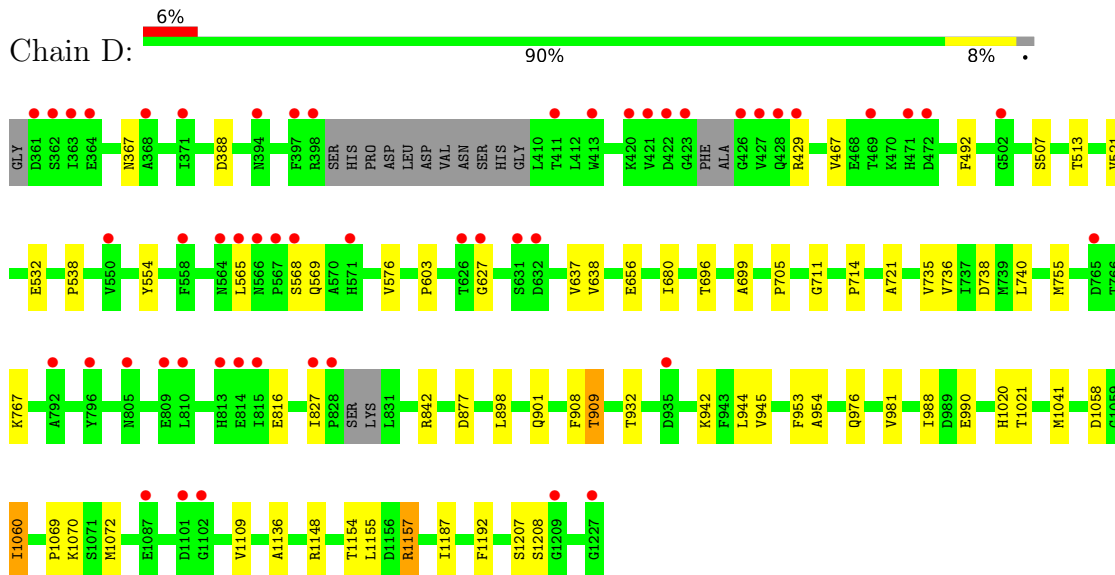 6%
Chain D:
90% 8% •
GLY D361 S362 I363 E364 N367 A368 I371 D388 N394 F397 R398 SER HIS PRO ASP LEU ASP VAL ASN SER HIS GLY L410 T411 L412 W413 K420 V421 D422 G423 PHE ALA G426 V427 Q428 R429 V467 E468 T469 K470 H471 D472 F492 G502 S507 T513
E532 P538 V550 Y554 F558 N564 L565 N566 P567 S568 Q569 A570 H571 V576 P603 T626 G627 S631 D632 V637 V638 E656 I680 T696 A699 P705 G711 P714 A721 V735 V736 I737 D738 M739 L740 M755 D765 T766
K767 A792 Y796 N805 E809 L810 H813 E814 I815 E816 I827 P828 SER LYS L831 R842 D877 L898 Q901 F908 T909 T932 D935 K942 F943 L944 V945 F953 A954 Q976 V981 I988 D989 E990 H1020 T1021 M1041 D1058 G1059
I1060 P1069 K1070 S1071 M1072 E1087 D1101 G1102 V1109 A1136 R1148 T1154 L1155 D1156 R1157 I1187 F1192 S1207 S1208 G1209 G1227